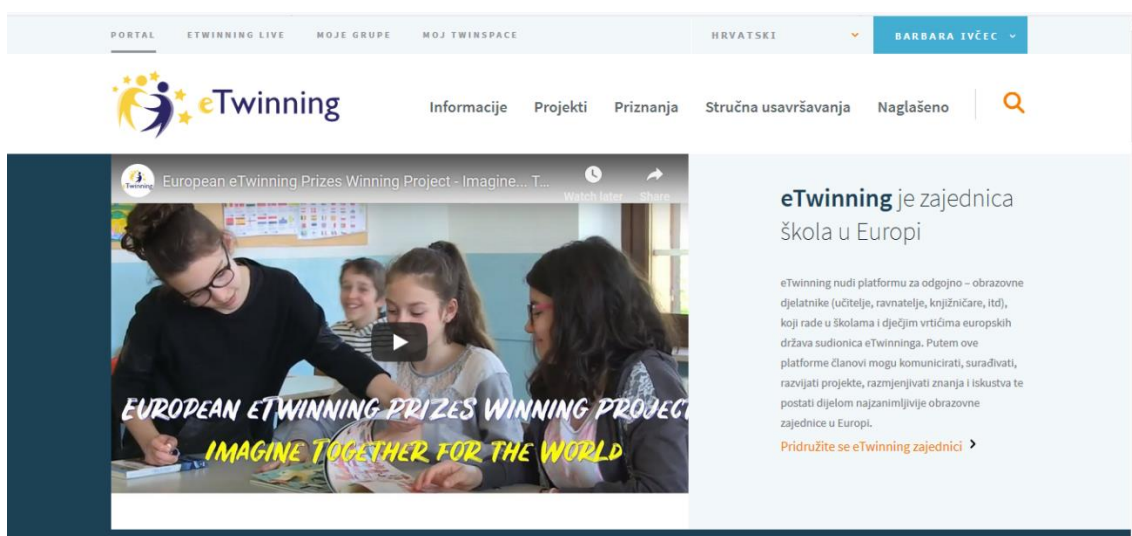 PORTAL ETWINNING LIVE MOJE GRUPE MOJ TWINSPACE HRVATSKI BARBARA IVČEC
eTwinning Informacije Projekti Priznanja Stručna usavršavanja Naglašeno
European eTwinning Prizes Winning Project - Imagine... T...
Watch later Share
EUROPEAN ETWINNING PRIZES WINNING PROJECT
IMAGINE TOGETHER FOR THE WORLD
eTwinning je zajednica
škola u Europi
eTwinning nudi platformu za odgojno – obrazovne
djelatnike (učitelje, ravnatelje, knjižničare, itd),
koji rade u školama i dječjim vrtićima europskih
država sudionica eTwinninga. Putem ove
platforme članovi mogu komunicirati, surađivati,
razvijati projekte, razmjenjivati znanja i iskustva te
postati dijelom najzanimljivije obrazovne
zajednice u Europi.
Pridružite se eTwinning zajednici